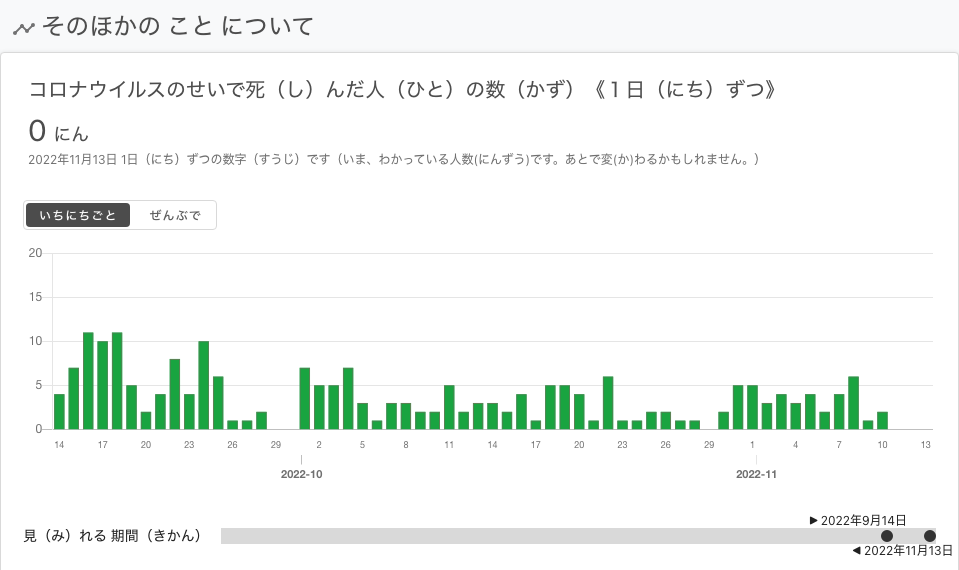 そのほかの こと について
コロナウイルスのせいで死（し）んだ人（ひと）の数（かず）《１日（にち）ずつ》
0 にん
2022年11月13日 1日（にち）ずつの数字（すうじ）です（いま、わかっている人数(にんずう)です。あとで変(か)わるかもしれません。）
いちにちごと ぜんぶで
20
15
10
5
0
14 17 20 23 26 29 2 5 8 11 14 17 20 23 26 29 1 4 7 10 13
2022-10 2022-11
▶ 2022年9月14日
見（み）れる 期間（きかん）
◀ 2022年11月13日